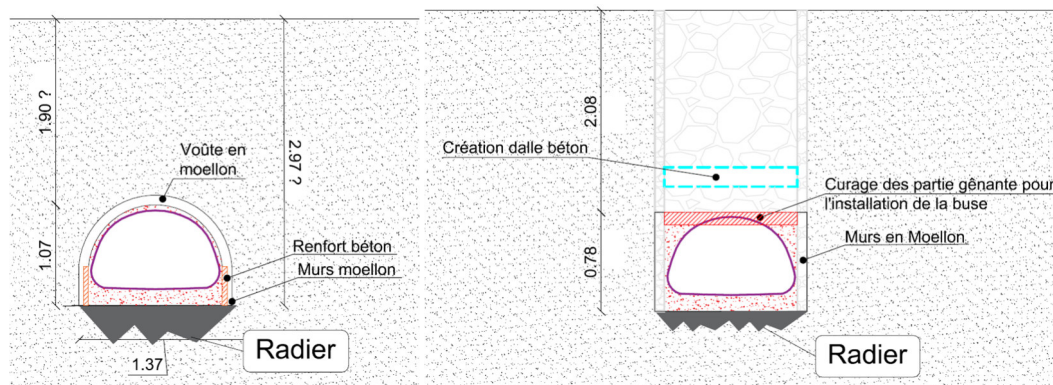 1.90 ?
2.97 ?
Voûte en
moellon
1.07
Renfort béton
Murs moellon
Radier
1.37
2.08
Création dalle béton
Curage des partie gênante pour
l'installation de la buse
Murs en Moellon
0.78
Radier